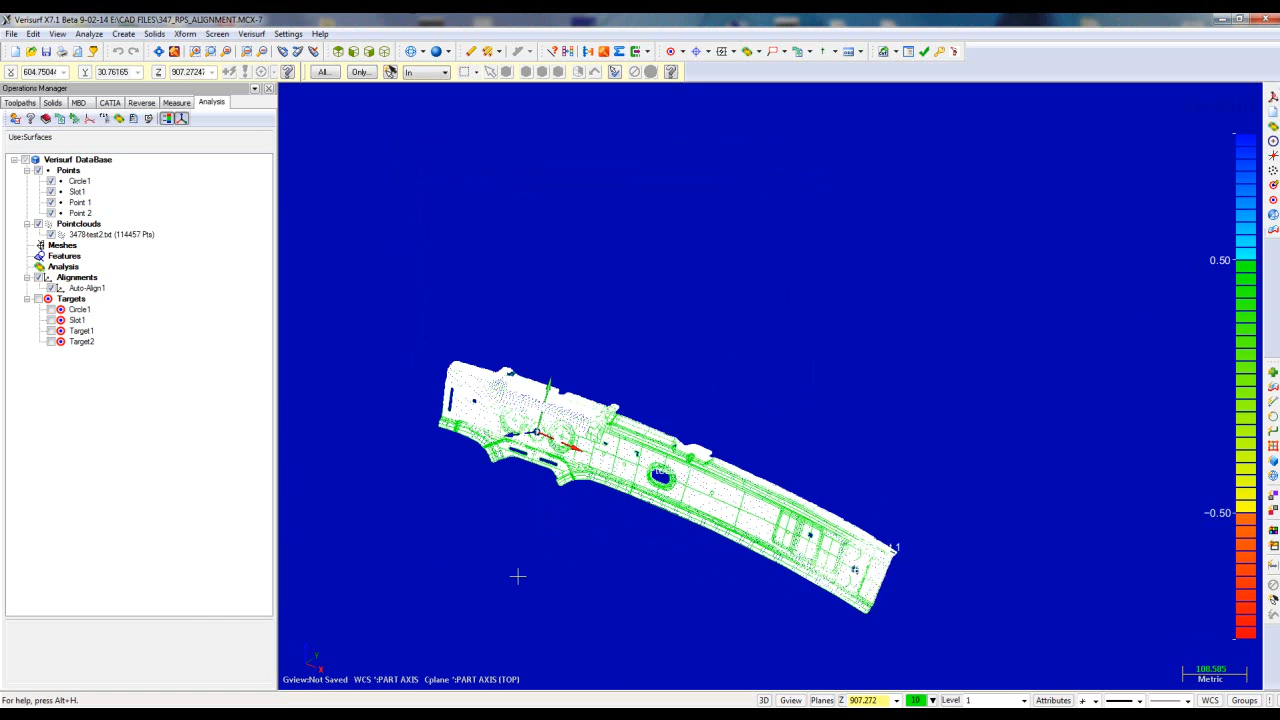 Verisurf X7.1 Beta 9-02-14 E:\CAD FILES\347_RPS_ALIGNMENT.MCX-7
File Edit View Analyze Create Solids Xform Screen Verisurf Settings Help
X 604.7504 Y 30.76165 Z 907.27247 All... Only... In
Operations Manager
Toolpaths Solids MBD CATIA Reverse Measure Analysis
Use:Surfaces
Verisurf DataBase
Points
Circle1
Slot1
Point 1
Point 2
Pointclouds
3478-test2.txt (114457 Pts)
Meshes
Features
Analysis
Alignments
Auto-Align1
Targets
Circle1
Slot1
Target1
Target2
0.50
-0.50
Y
X
Gview:Not Saved WCS *:PART AXIS Cplane *:PART AXIS (TOP)
Metric
For help, press Alt+H.
3D Gview Planes Z 907.272 10 Level 1 Attributes WCS Groups